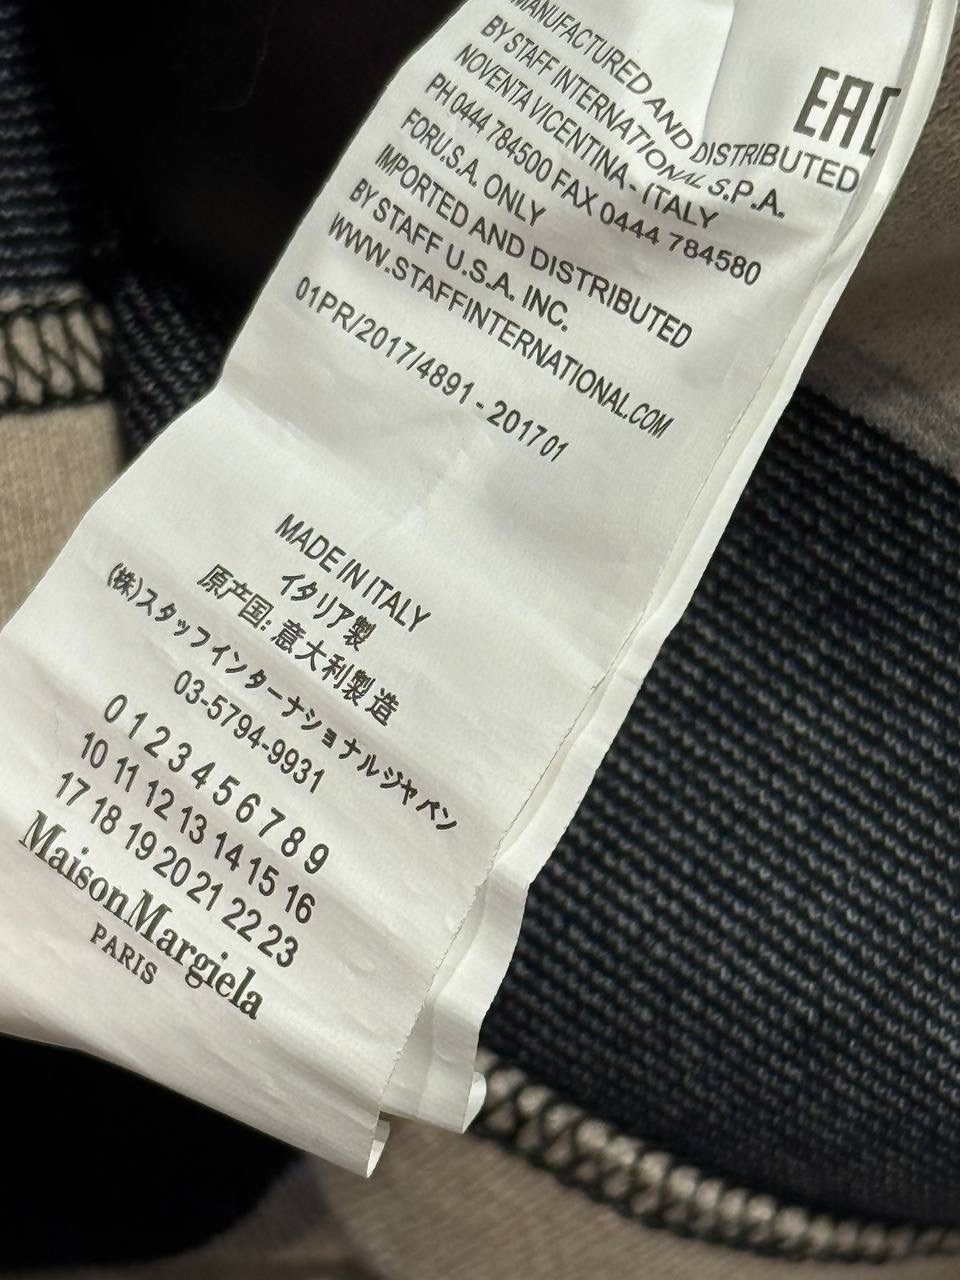 MANUFACTURED AND DISTRIBUTED
BY STAFF INTERNATIONAL S.P.A.
NOVENTA VICENTINA - ITALY
PH 0444 784500 FAX 0444 784580
FOR U.S.A. ONLY
IMPORTED AND DISTRIBUTED
BY STAFF U.S.A. INC.
WWW.STAFFINTERNATIONAL.COM
01PR/2017/4891 - 201701
EAC
MADE IN ITALY
イタリア製
原产国: 意大利製造
(株)スタッフインターナショナルジャパン
03-5794-9931
0 1 2 3 4 5 6 7 8 9
10 11 12 13 14 15 16
17 18 19 20 21 22 23
Maison Margiela
PARIS